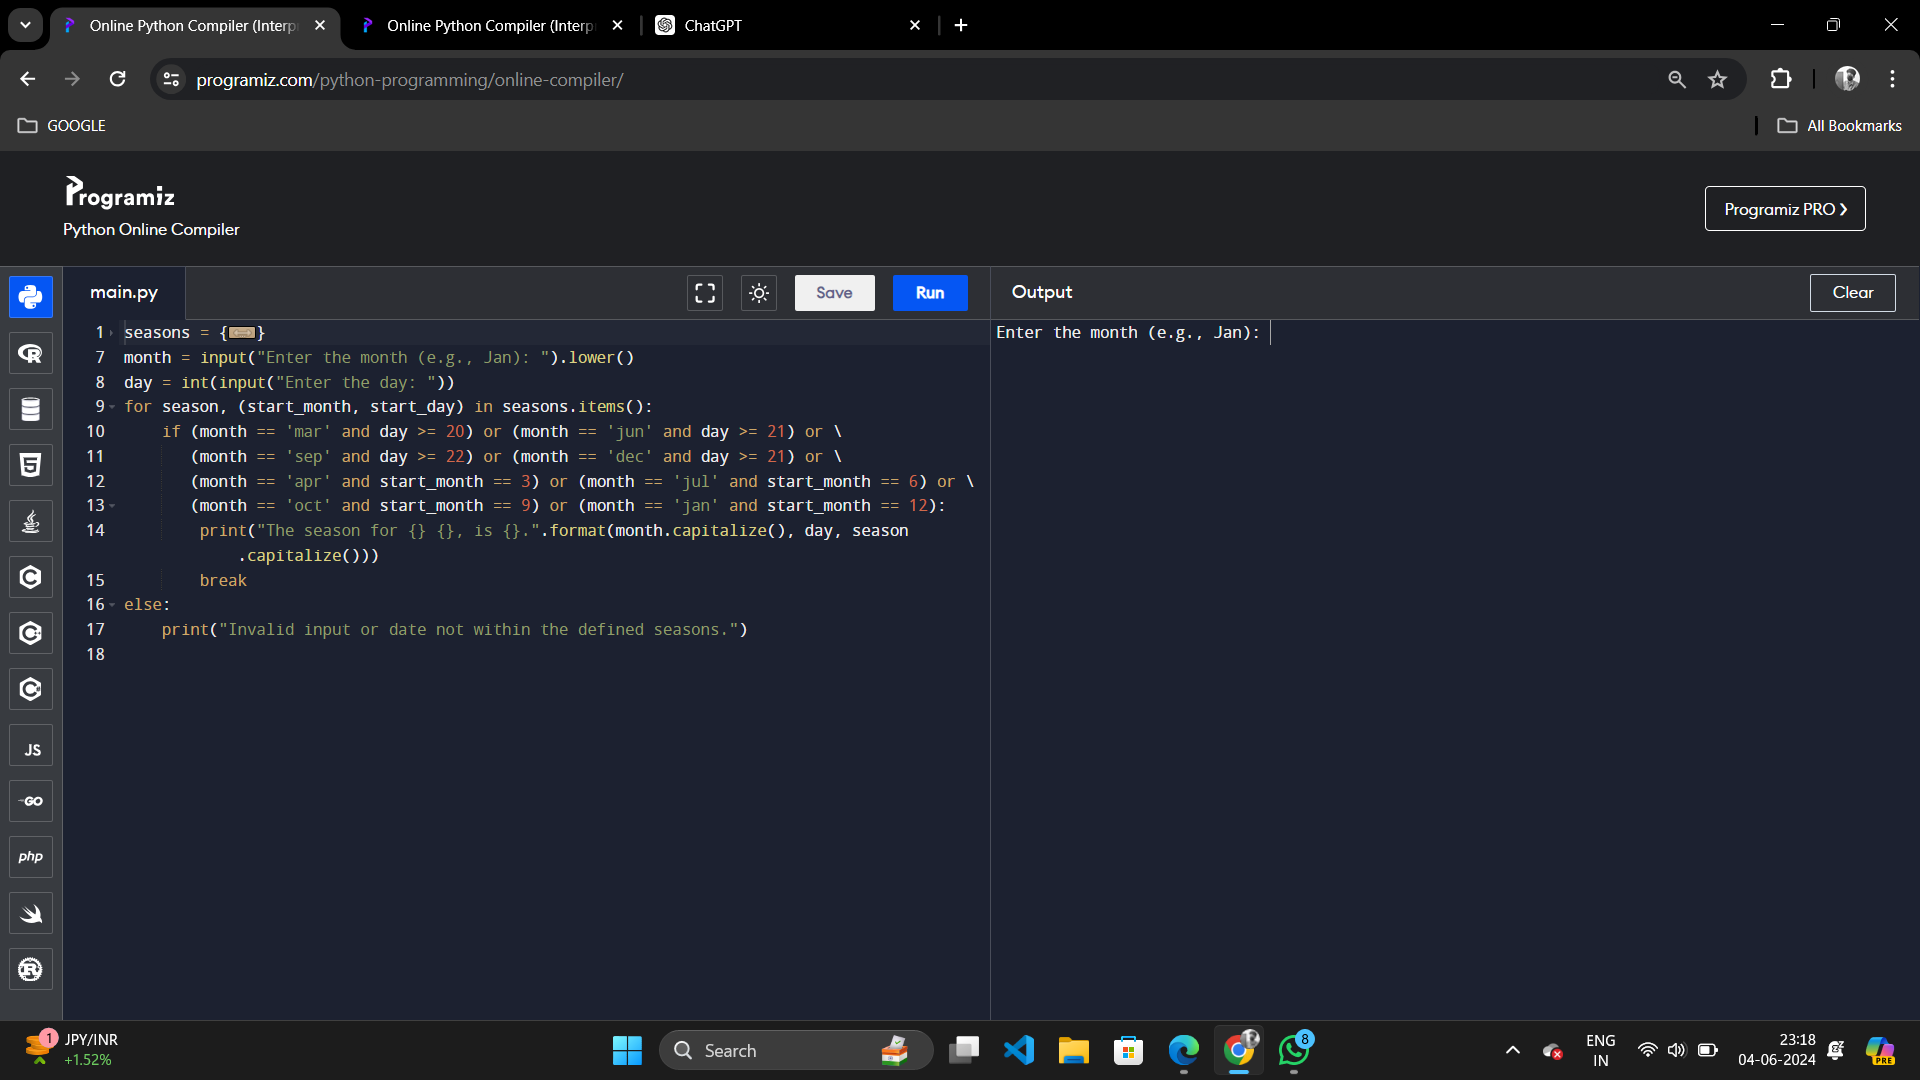 Online Python Compiler (Interp
Online Python Compiler (Interp
ChatGPT
programiz.com/python-programming/online-compiler/
GOOGLE
All Bookmarks
Programiz
Python Online Compiler
Programiz PRO ❯
main.py
Save
Run
Output
Clear
1 seasons = {}
7 month = input("Enter the month (e.g., Jan): ").lower()
8 day = int(input("Enter the day: "))
9 for season, (start_month, start_day) in seasons.items():
10     if (month == 'mar' and day >= 20) or (month == 'jun' and day >= 21) or \
11        (month == 'sep' and day >= 22) or (month == 'dec' and day >= 21) or \
12        (month == 'apr' and start_month == 3) or (month == 'jul' and start_month == 6) or \
13        (month == 'oct' and start_month == 9) or (month == 'jan' and start_month == 12):
14         print("The season for {} {}, is {}.".format(month.capitalize(), day, season
            .capitalize()))
15         break
16 else:
17     print("Invalid input or date not within the defined seasons.")
18
Enter the month (e.g., Jan):
R
5
C
C
C
JS
GO
php
R
1
JPY/INR
+1.52%
Search
8
ENG
IN
23:18
04-06-2024
PRE